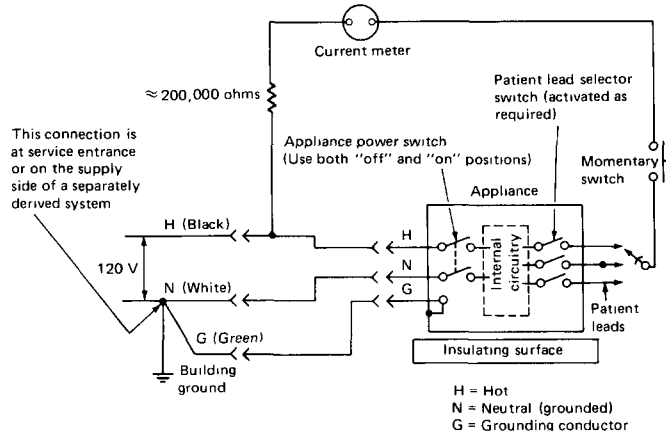 Current meter
≈ 200,000 ohms
Patient lead selector
switch (activated as
required)
This connection is
at service entrance
or on the supply
side of a separately
derived system
Appliance power switch
(Use both "off" and "on" positions)
Momentary
switch
Appliance
H (Black)
H
120 V
N
Internal
circuitry
N (White)
G
Patient
leads
G (Green)
Building
ground
Insulating surface
H = Hot
N = Neutral (grounded)
G = Grounding conductor